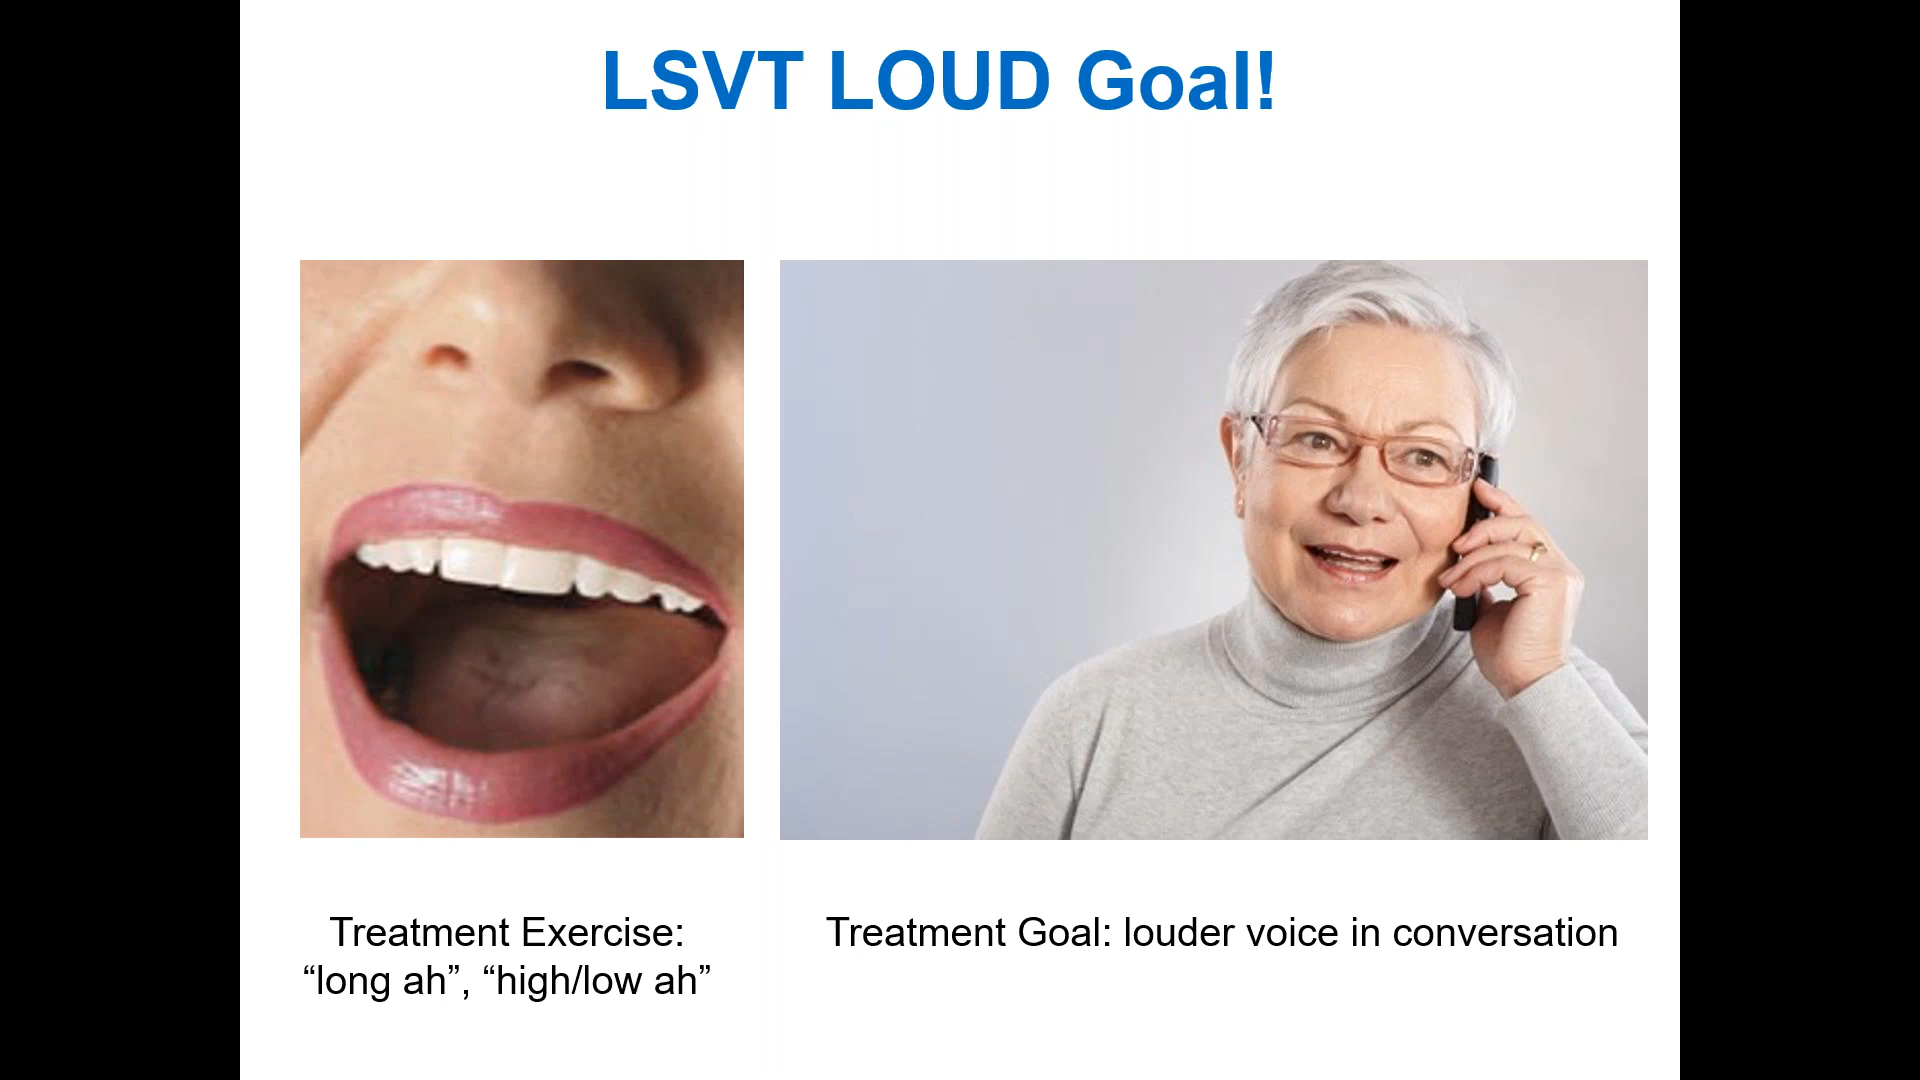 LSVT LOUD Goal!
Treatment Exercise:
“long ah”, “high/low ah”
Treatment Goal: louder voice in conversation